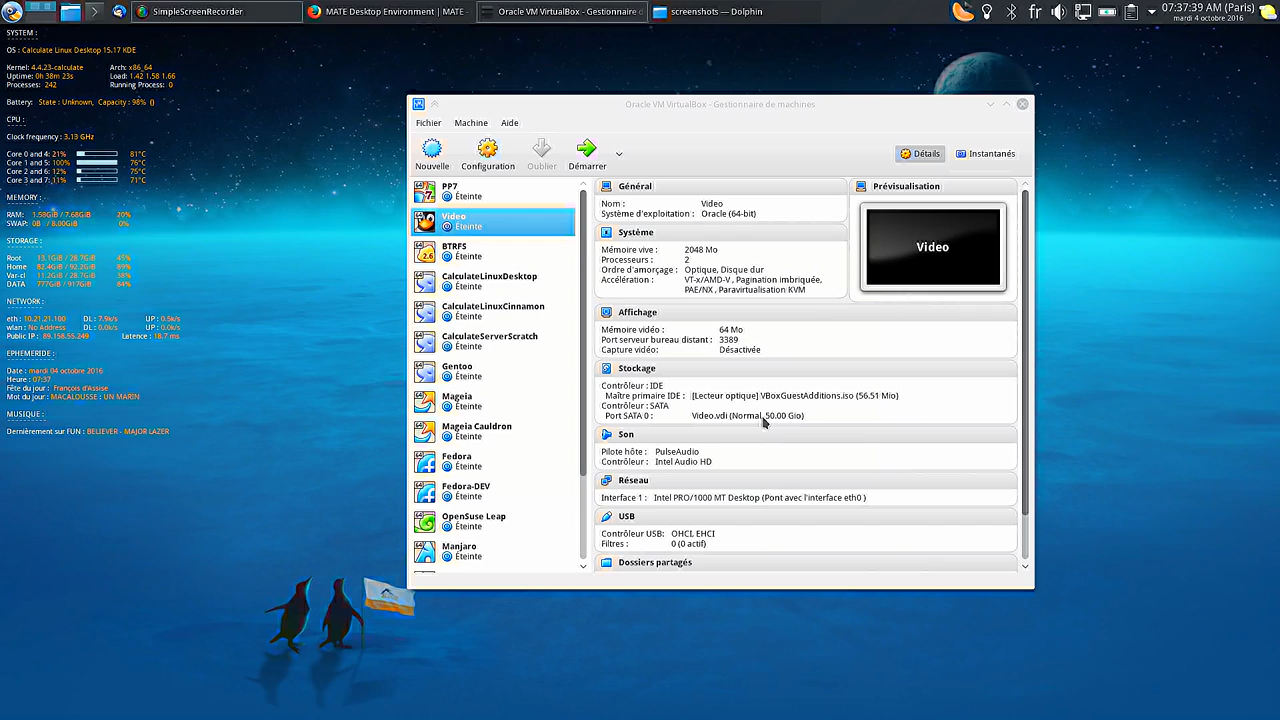 SimpleScreenRecorder
MATE Desktop Environment | MATE -
Oracle VM VirtualBox - Gestionnaire d
screenshots — Dolphin
fr
07:37:39 AM (Paris)
mardi 4 octobre 2016
SYSTEM :
OS : Calculate Linux Desktop 15.17 KDE
Kernel: 4.4.23-calculate Arch: x86_64
Uptime: 0h 38m 23s Load: 1.42 1.58 1.66
Processes: 242 Running Process: 0
Battery: State : Unknown, Capacity : 98% ()
CPU :
Clock frequency : 3.13 GHz
Core 0 and 4: 21% 81°C
Core 1 and 5: 100% 76°C
Core 2 and 6: 12% 75°C
Core 3 and 7: 11% 71°C
MEMORY :
RAM: 1.58GiB / 7.68GiB 20%
SWAP: 0B / 8.00GiB 0%
STORAGE :
Root 13.1GiB / 28.7GiB 45%
Home 82.4GiB / 92.2GiB 89%
Var-cl 11.2GiB / 28.7GiB 38%
DATA 777GiB / 917GiB 84%
NETWORK :
eth : 10.21.21.100 DL : 7.9k/s UP : 0.5k/s
wlan : No Address DL : 0.0k/s UP : 0.0k/s
Public IP : 89.158.55.249 Latence : 18.7 ms
EPHEMERIDE :
Date : mardi 04 octobre 2016
Heure : 07:37
Fête du jour : François d'Assise
Mot du jour : MACALOUSSE : UN MARIN
MUSIQUE :
Dernièrement sur FUN : BELIEVER - MAJOR LAZER
Oracle VM VirtualBox - Gestionnaire de machines
Fichier Machine Aide
Nouvelle Configuration Oublier Démarrer
Détails Instantanés
PP7
Éteinte
Video
Éteinte
BTRFS
Éteinte
CalculateLinuxDesktop
Éteinte
CalculateLinuxCinnamon
Éteinte
CalculateServerScratch
Éteinte
Gentoo
Éteinte
Mageia
Éteinte
Mageia Cauldron
Éteinte
Fedora
Éteinte
Fedora-DEV
Éteinte
OpenSuse Leap
Éteinte
Manjaro
Éteinte
Général
Nom : Video
Système d'exploitation : Oracle (64-bit)
Système
Mémoire vive : 2048 Mo
Processeurs : 2
Ordre d'amorçage : Optique, Disque dur
Accélération : VT-x/AMD-V , Pagination imbriquée,
PAE/NX , Paravirtualisation KVM
Prévisualisation
Video
Affichage
Mémoire vidéo : 64 Mo
Port serveur bureau distant : 3389
Capture vidéo: Désactivée
Stockage
Contrôleur : IDE
Maître primaire IDE : [Lecteur optique] VBoxGuestAdditions.iso (56.51 Mio)
Contrôleur : SATA
Port SATA 0 : Video.vdi (Normal, 50.00 Gio)
Son
Pilote hôte : PulseAudio
Contrôleur : Intel Audio HD
Réseau
Interface 1 : Intel PRO/1000 MT Desktop (Pont avec l'interface eth0 )
USB
Contrôleur USB: OHCI, EHCI
Filtres : 0 (0 actif)
Dossiers partagés